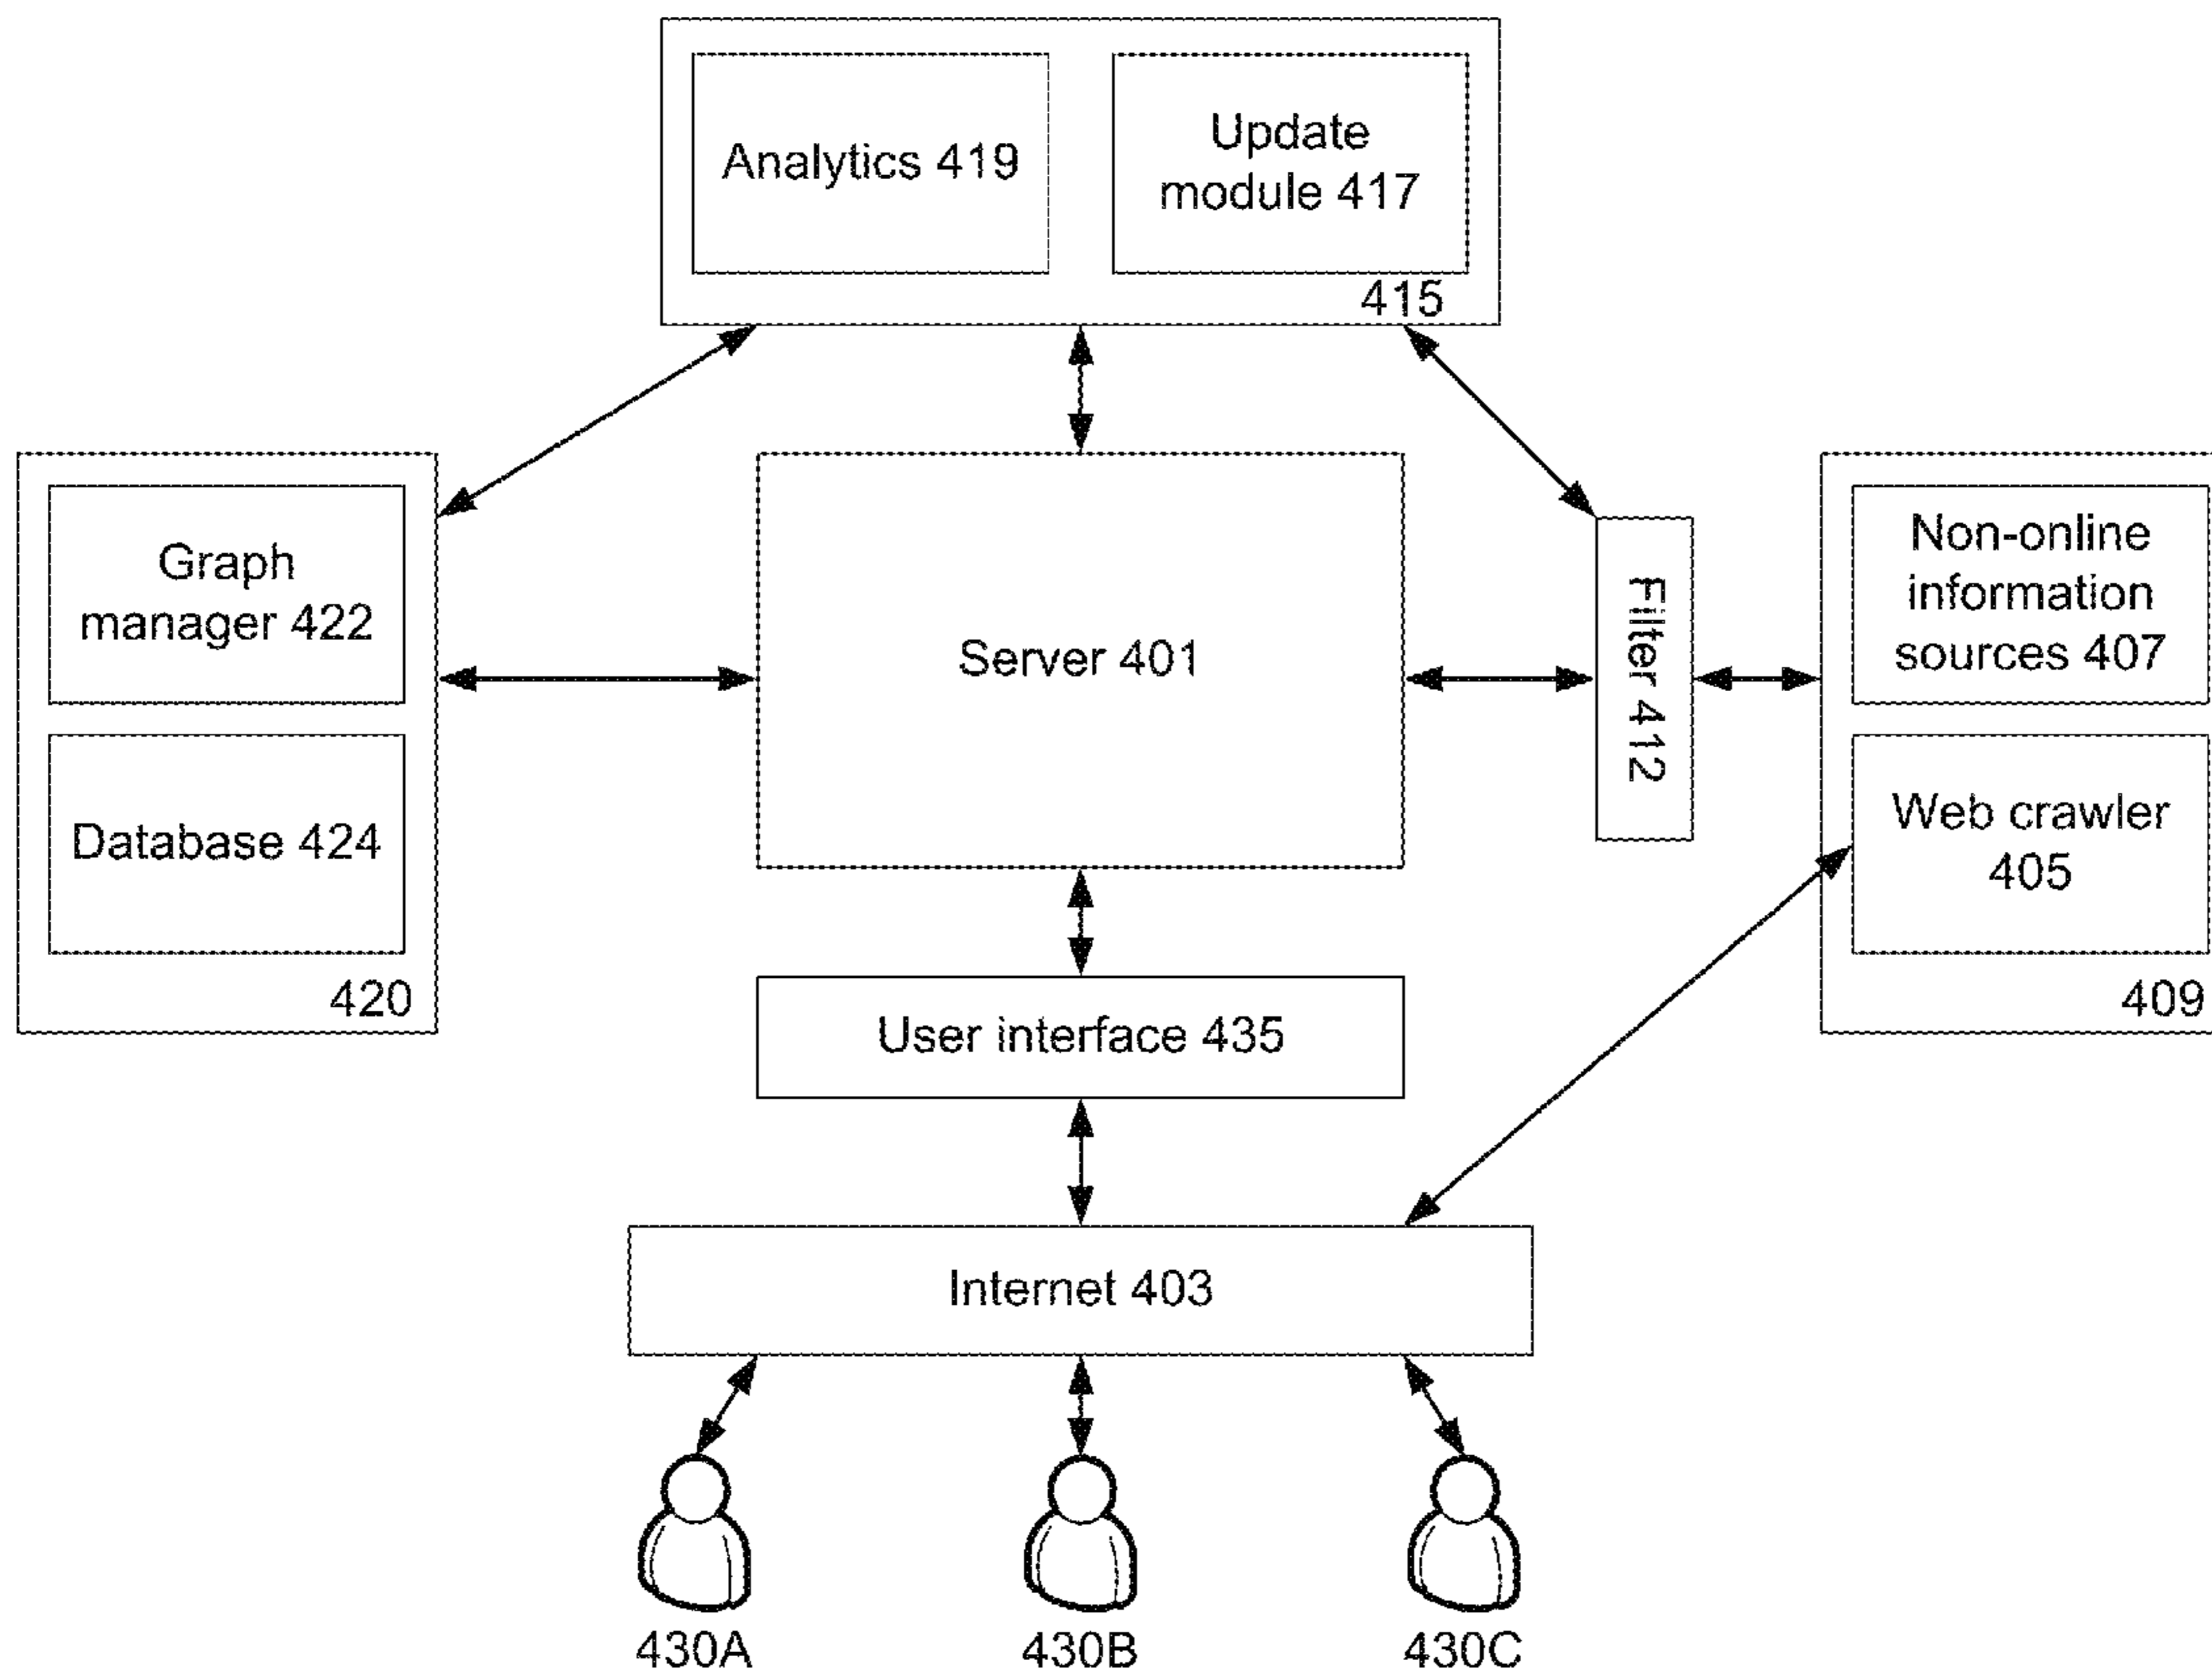 Analytics 419
Update
module 417
415
Graph
manager 422
Database 424
420
Server 401
Filter 412
Non-online
information
sources 407
Web crawler
405
409
User interface 435
Internet 403
430A
430B
430C